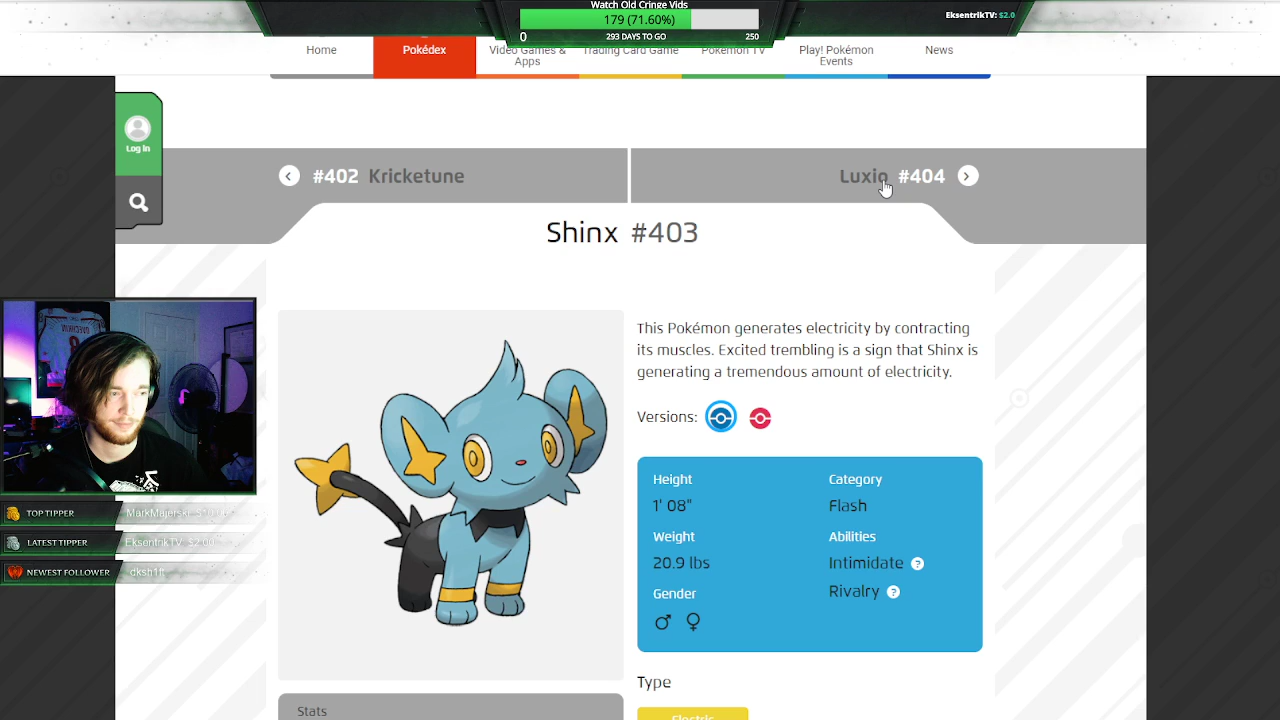 Watch Old Cringe Vids
179 (71.60%)
0
293 DAYS TO GO
250
EksentrikTV: $2.0
Home
Pokédex
Video Games &
Apps
Trading Card Game
Pokémon TV
Play! Pokémon
Events
News
Log In
#402 Kricketune
Luxio #404
Shinx #403
This Pokémon generates electricity by contracting
its muscles. Excited trembling is a sign that Shinx is
generating a tremendous amount of electricity.
Versions:
Height
1' 08"
Weight
20.9 lbs
Gender
Category
Flash
Abilities
Intimidate ?
Rivalry ?
Type
Electric
Stats
TOP TIPPER
LATEST TIPPER
EksentrikTV $2.00
NEWEST FOLLOWER